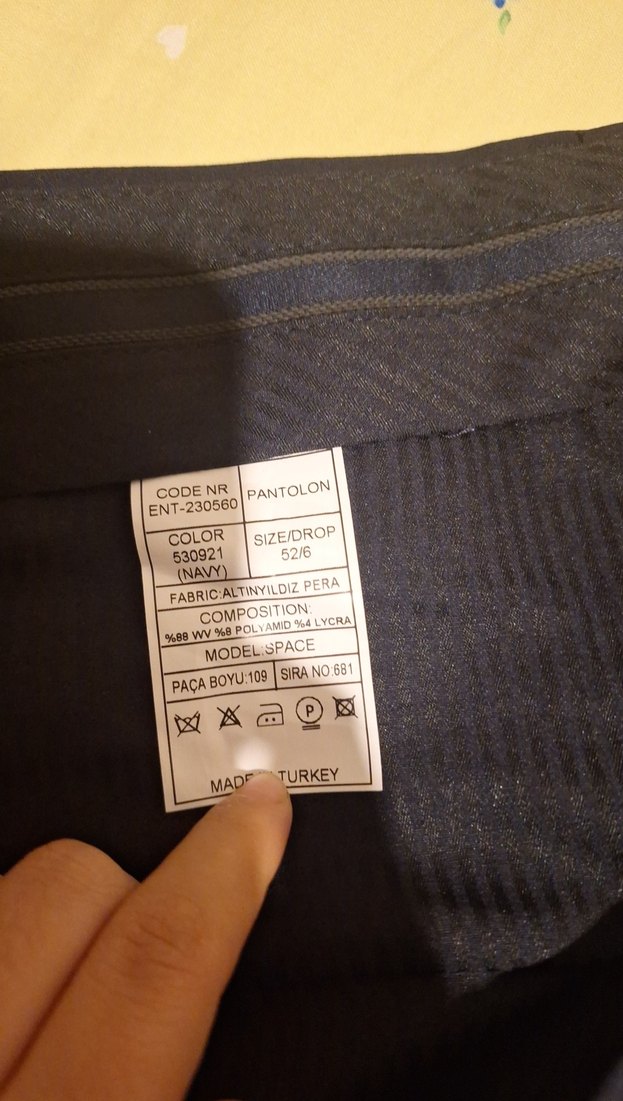 CODE NR
ENT-230560
PANTOLON
COLOR
530921
(NAVY)
SIZE/DROP
52/6
FABRIC:ALTINYILDIZ PERA
COMPOSITION:
%88 WV %8 POLYAMID %4 LYCRA
MODEL:SPACE
PAÇA BOYU:109
SIRA NO:681
P
MADE TURKEY